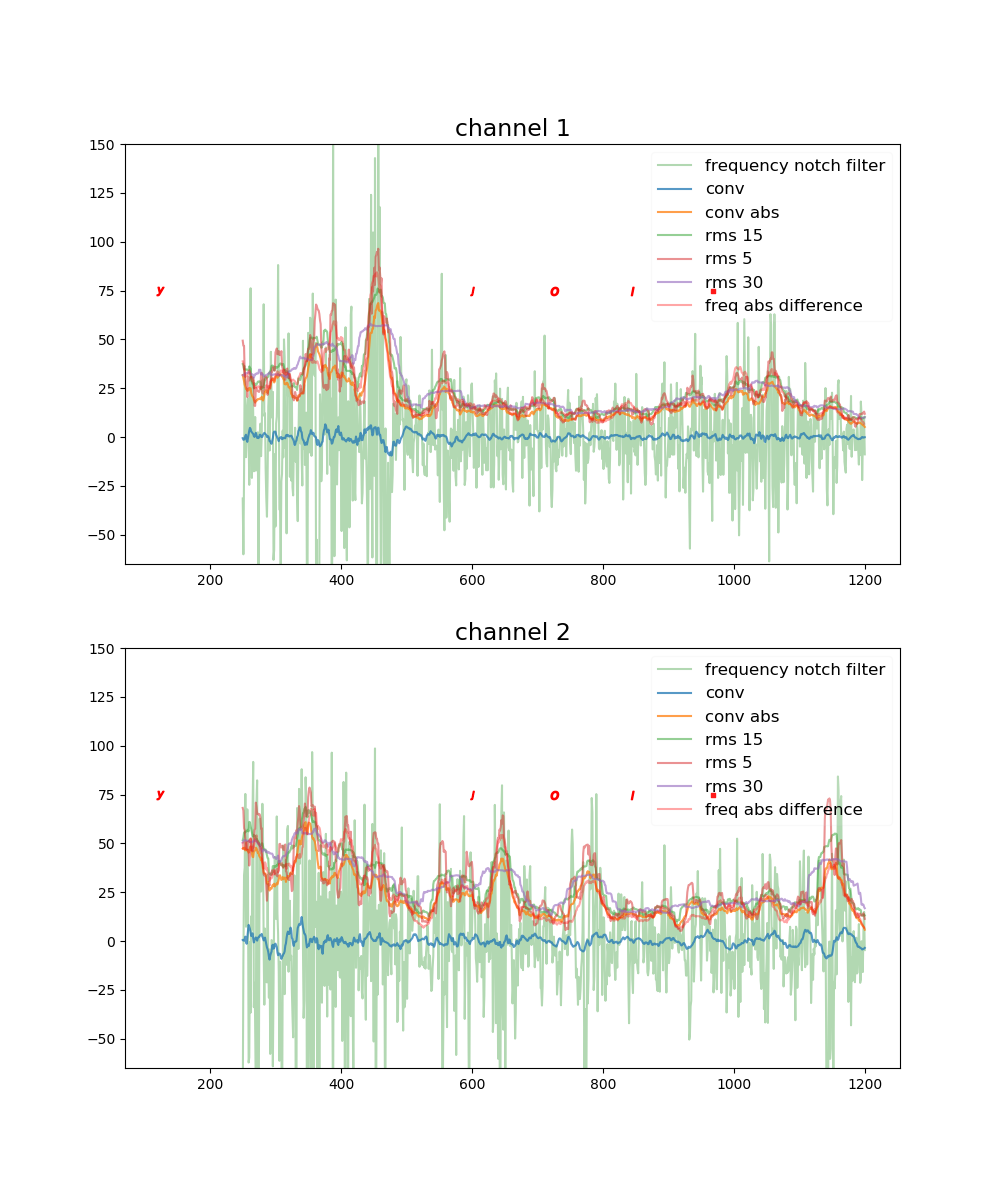 channel 1
150
125
100
75
50
25
0
−25
−50
frequency notch filter
conv
conv abs
rms 15
rms 5
rms 30
freq abs difference
y J O I .
200 400 600 800 1000 1200
channel 2
150
125
100
75
50
25
0
−25
−50
frequency notch filter
conv
conv abs
rms 15
rms 5
rms 30
freq abs difference
y J O I .
200 400 600 800 1000 1200